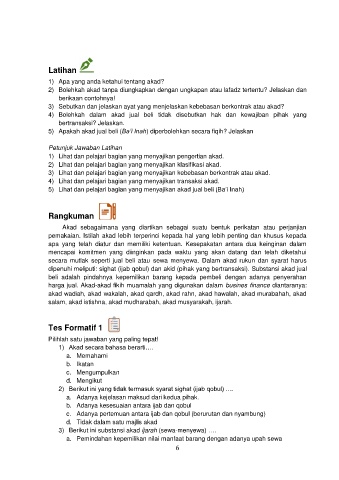 Latihan
1) Apa yang anda ketahui tentang akad?
2) Bolehkah akad tanpa diungkapkan dengan ungkapan atau lafadz tertentu? Jelaskan dan
berikaan contohnya!
3) Sebutkan dan jelaskan ayat yang menjelaskan kebebasan berkontrak atau akad?
4) Bolehkah dalam akad jual beli tidak disebutkan hak dan kewajiban pihak yang
bertransaksi? Jelaskan.
5) Apakah akad jual beli (Ba'i Inah) diperbolehkan secara fiqih? Jelaskan
Petunjuk Jawaban Latihan
1) Lihat dan pelajari bagian yang menyajikan pengertian akad.
2) Lihat dan pelajari bagian yang menyajikan klasifikasi akad.
3) Lihat dan pelajari bagian yang menyajikan kebebasan berkontrak atau akad.
4) Lihat dan pelajari bagian yang menyajikan transaksi akad.
5) Lihat dan pelajari bagian yang menyajikan akad jual beli (Ba'i Inah)
Rangkuman
Akad sebagaimana yang diartikan sebagai suatu bentuk perikatan atau perjanjian
pemakaian. Istilah akad lebih terperinci kepada hal yang lebih penting dan khusus kepada
apa yang telah diatur dan memiliki ketentuan. Kesepakatan antara dua keinginan dalam
mencapai komitmen yang diinginkan pada waktu yang akan datang dan telah diketahui
secara mutlak seperti jual beli atau sewa menyewa. Dalam akad rukun dan syarat harus
dipenuhi meliputi: sighat (ijab qobul) dan akid (pihak yang bertransaksi). Substansi akad jual
beli adalah pindahnya kepemilikan barang kepada pembeli dengan adanya penyerahan
harga jual. Akad-akad fikih muamalah yang digunakan dalam busines finance diantaranya:
akad wadiah, akad wakalah, akad qardh, akad rahn, akad hawalah, akad murabahah, akad
salam, akad istishna, akad mudharabah, akad musyarakah, ijarah.
Tes Formatif 1
Pilihlah satu jawaban yang paling tepat!
1) Akad secara bahasa berarti....
a. Memahami
b. Ikatan
c. Mengumpulkan
d. Mengikut
2) Berikut ini yang tidak termasuk syarat sighat (ijab qobul) ....
a. Adanya kejelasan maksud dari kedua pihak.
b. Adanya kesesuaian antara ijab dan qobul
c. Adanya pertemuan antara ijab dan qobul (berurutan dan nyambung)
d. Tidak dalam satu majlis akad
3) Berikut ini substansi akad ijarah (sewa-menyewa) ....
a. Pemindahan kepemilikan nilai manfaat barang dengan adanya upah sewa
6